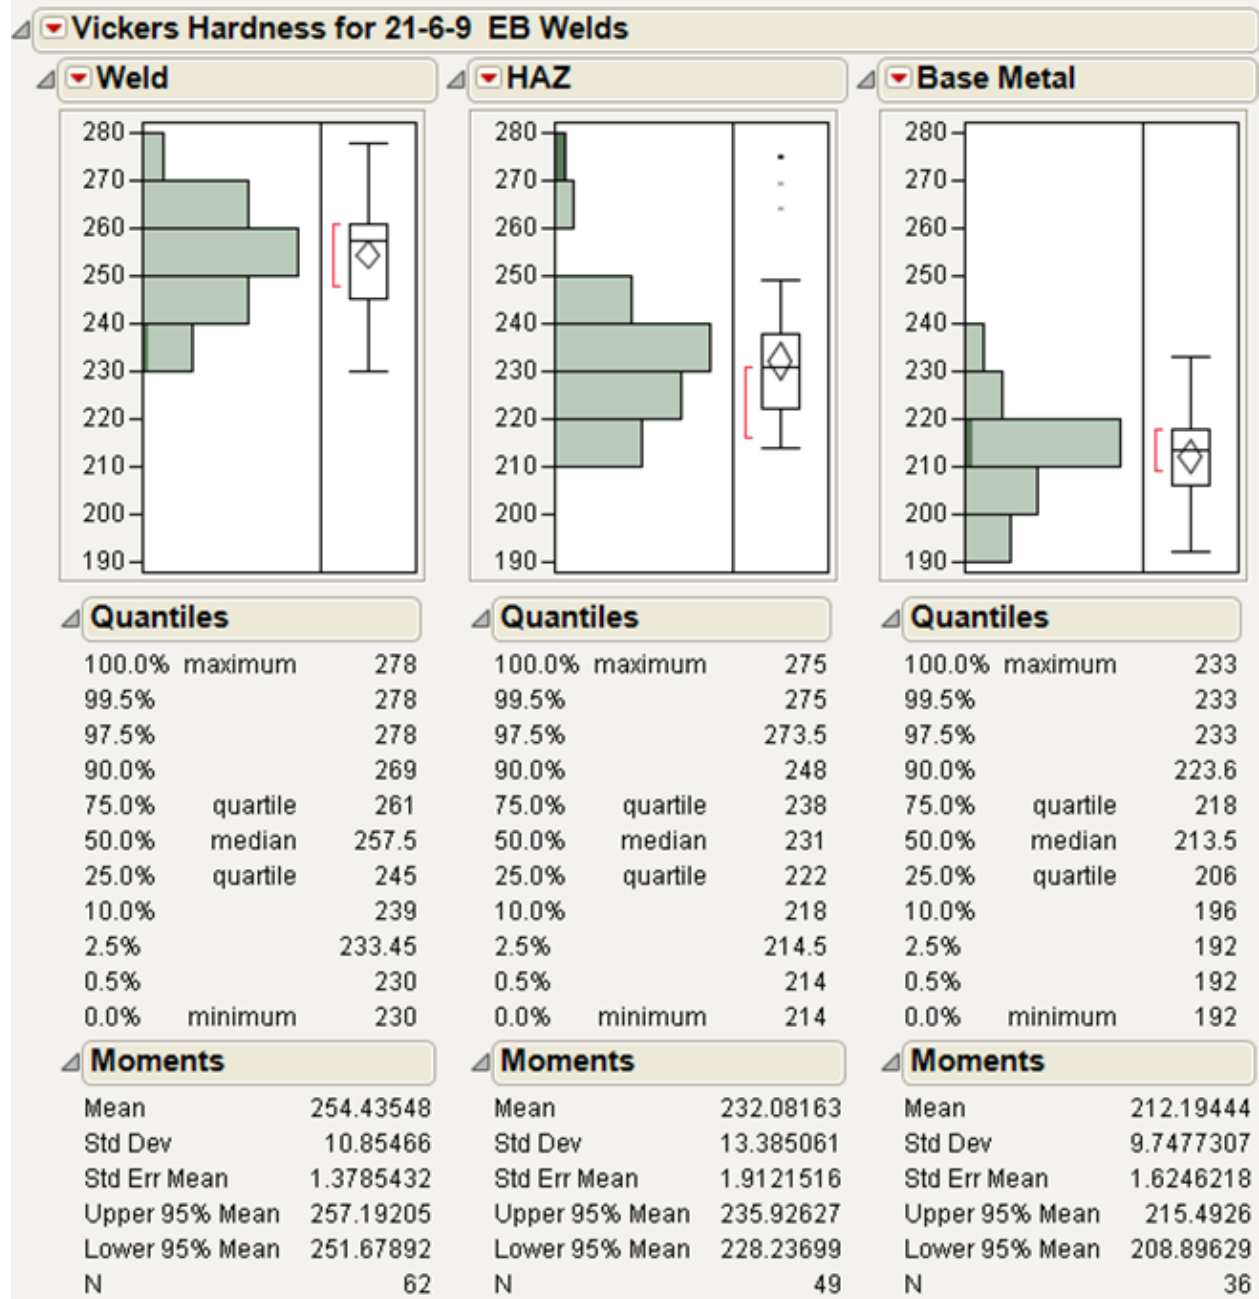 Vickers Hardness for 21-6-9 EB Welds
Weld
280
270
260
250
240
230
220
210
200
190
Quantiles
100.0% maximum 278
99.5% 278
97.5% 278
90.0% 269
75.0% quartile 261
50.0% median 257.5
25.0% quartile 245
10.0% 239
2.5% 233.45
0.5% 230
0.0% minimum 230
Moments
Mean 254.43548
Std Dev 10.85466
Std Err Mean 1.3785432
Upper 95% Mean 257.19205
Lower 95% Mean 251.67892
N 62
HAZ
280
270
260
250
240
230
220
210
200
190
Quantiles
100.0% maximum 275
99.5% 275
97.5% 273.5
90.0% 248
75.0% quartile 238
50.0% median 231
25.0% quartile 222
10.0% 218
2.5% 214.5
0.5% 214
0.0% minimum 214
Moments
Mean 232.08163
Std Dev 13.385061
Std Err Mean 1.9121516
Upper 95% Mean 235.92627
Lower 95% Mean 228.23699
N 49
Base Metal
280
270
260
250
240
230
220
210
200
190
Quantiles
100.0% maximum 233
99.5% 233
97.5% 233
90.0% 223.6
75.0% quartile 218
50.0% median 213.5
25.0% quartile 206
10.0% 196
2.5% 192
0.5% 192
0.0% minimum 192
Moments
Mean 212.19444
Std Dev 9.7477307
Std Err Mean 1.6246218
Upper 95% Mean 215.4926
Lower 95% Mean 208.89629
N 36